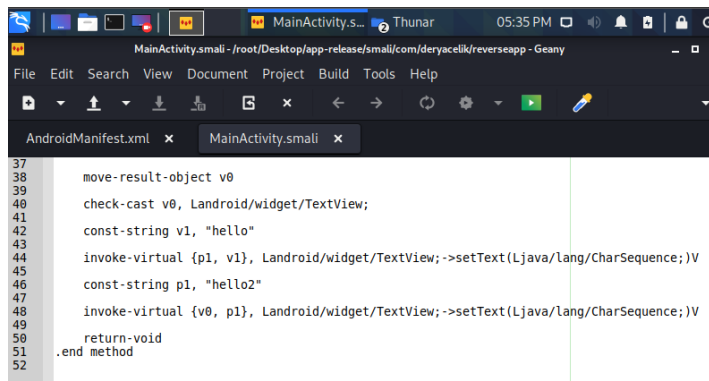 MainActivity.s... 2 Thunar 05:35 PM
MainActivity.smali - /root/Desktop/app-release/smali/com/deryacelik/reverseapp - Geany
File Edit Search View Document Project Build Tools Help
AndroidManifest.xml × MainActivity.smali ×
37
38 move-result-object v0
39
40 check-cast v0, Landroid/widget/TextView;
41
42 const-string v1, "hello"
43
44 invoke-virtual {p1, v1}, Landroid/widget/TextView;->setText(Ljava/lang/CharSequence;)V
45
46 const-string p1, "hello2"
47
48 invoke-virtual {v0, p1}, Landroid/widget/TextView;->setText(Ljava/lang/CharSequence;)V
49
50 return-void
51 .end method
52